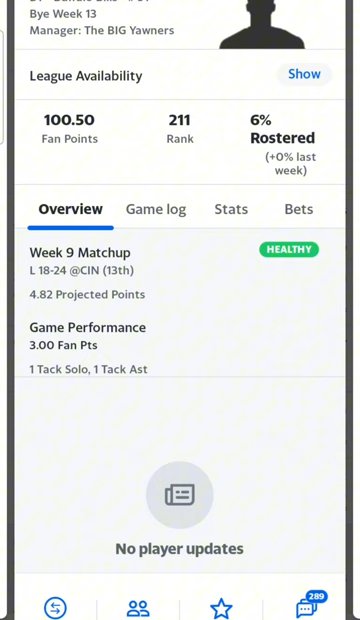 Bye Week 13
Manager: The BIG Yawners
League Availability
Show
100.50
Fan Points
211
Rank
6%
Rostered
(+0% last
week)
Overview
Game log
Stats
Bets
Week 9 Matchup
HEALTHY
L 18-24 @CIN (13th)
4.82 Projected Points
Game Performance
3.00 Fan Pts
1 Tack Solo, 1 Tack Ast
No player updates
289